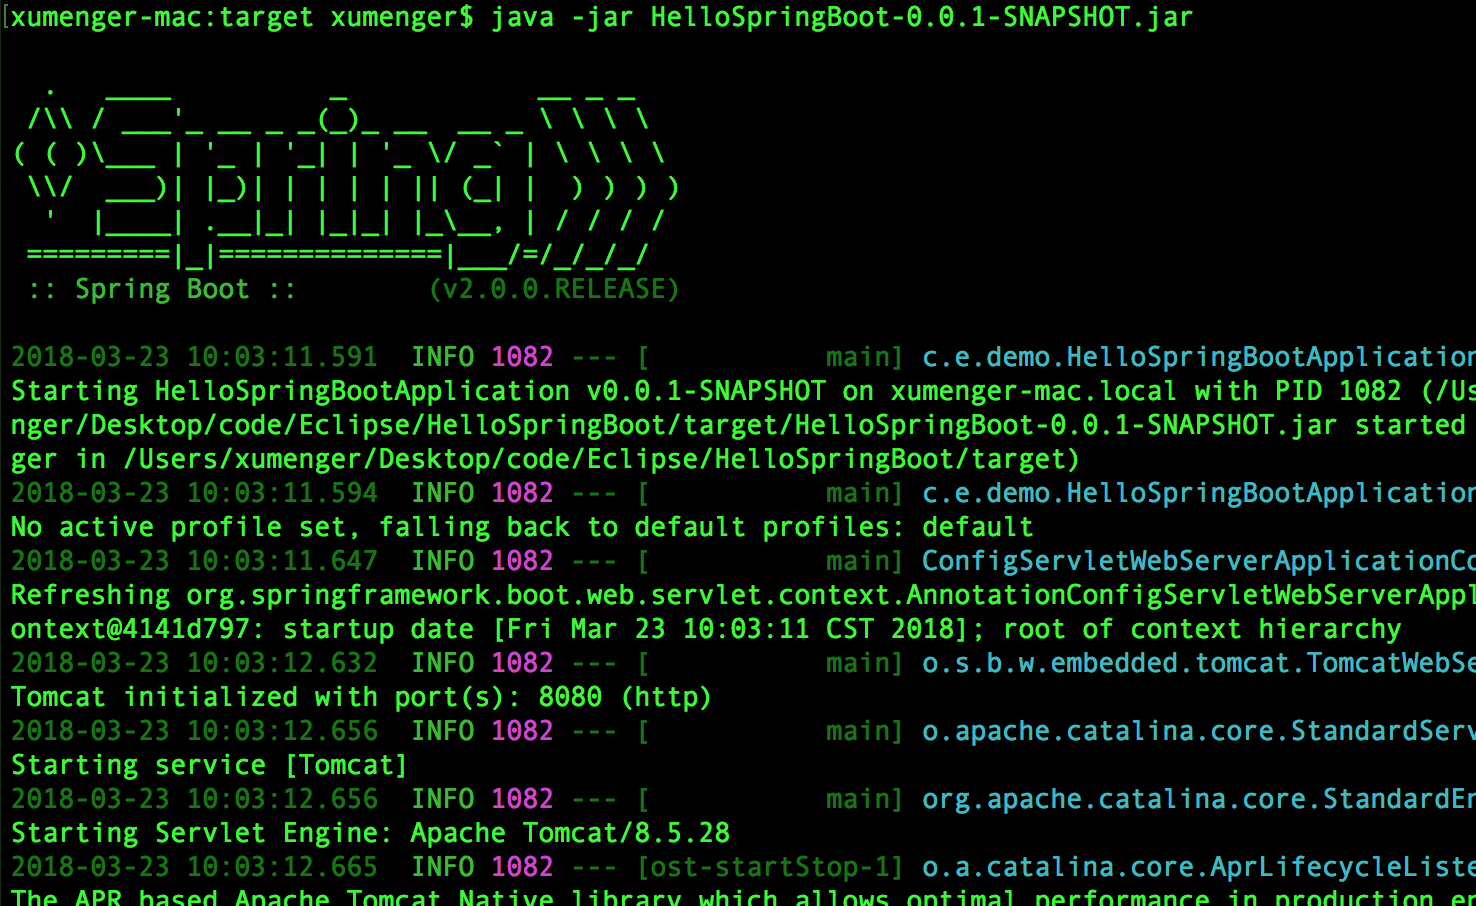 [xumenger-mac:target xumenger$ java -jar HelloSpringBoot-0.0.1-SNAPSHOT.jar
  .   ____          _            __ _ _
 /\\ / ___'_ __ _ _(_)_ __  __ _ \ \ \ \
( ( )\___ | '_ | '_| | '_ \/ _` | \ \ \ \
 \\/  ___)| |_)| | | | | || (_| |  ) ) ) )
  '  |____| .__|_| |_|_| |_\__, | / / / /
 =========|_|==============|___/=/_/_/_/
 :: Spring Boot ::        (v2.0.0.RELEASE)
2018-03-23 10:03:11.591  INFO 1082 --- [           main] c.e.demo.HelloSpringBootApplication
Starting HelloSpringBootApplication v0.0.1-SNAPSHOT on xumenger-mac.local with PID 1082 (/Us
nger/Desktop/code/Eclipse/HelloSpringBoot/target/HelloSpringBoot-0.0.1-SNAPSHOT.jar started
ger in /Users/xumenger/Desktop/code/Eclipse/HelloSpringBoot/target)
2018-03-23 10:03:11.594  INFO 1082 --- [           main] c.e.demo.HelloSpringBootApplication
No active profile set, falling back to default profiles: default
2018-03-23 10:03:11.647  INFO 1082 --- [           main] ConfigServletWebServerApplicationCo
Refreshing org.springframework.boot.web.servlet.context.AnnotationConfigServletWebServerAppl
ontext@4141d797: startup date [Fri Mar 23 10:03:11 CST 2018]; root of context hierarchy
2018-03-23 10:03:12.632  INFO 1082 --- [           main] o.s.b.w.embedded.tomcat.TomcatWebSe
Tomcat initialized with port(s): 8080 (http)
2018-03-23 10:03:12.656  INFO 1082 --- [           main] o.apache.catalina.core.StandardServ
Starting service [Tomcat]
2018-03-23 10:03:12.656  INFO 1082 --- [           main] org.apache.catalina.core.StandardEn
Starting Servlet Engine: Apache Tomcat/8.5.28
2018-03-23 10:03:12.665  INFO 1082 --- [ost-startStop-1] o.a.catalina.core.AprLifecycleListe
The APR based Apache Tomcat Native library which allows optimal performance in production en